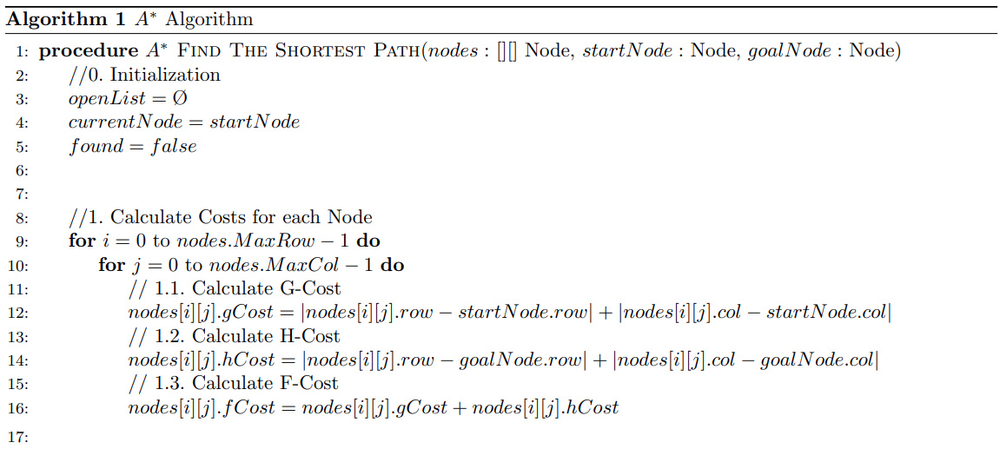 Algorithm 1 A* Algorithm
1: procedure A* Find The Shortest Path(nodes : [][] Node, startNode : Node, goalNode : Node)
2: //0. Initialization
3: openList = ∅
4: currentNode = startNode
5: found = false
6:
7:
8: //1. Calculate Costs for each Node
9: for i = 0 to nodes.MaxRow − 1 do
10: for j = 0 to nodes.MaxCol − 1 do
11: // 1.1. Calculate G-Cost
12: nodes[i][j].gCost = |nodes[i][j].row − startNode.row| + |nodes[i][j].col − startNode.col|
13: // 1.2. Calculate H-Cost
14: nodes[i][j].hCost = |nodes[i][j].row − goalNode.row| + |nodes[i][j].col − goalNode.col|
15: // 1.3. Calculate F-Cost
16: nodes[i][j].fCost = nodes[i][j].gCost + nodes[i][j].hCost
17: